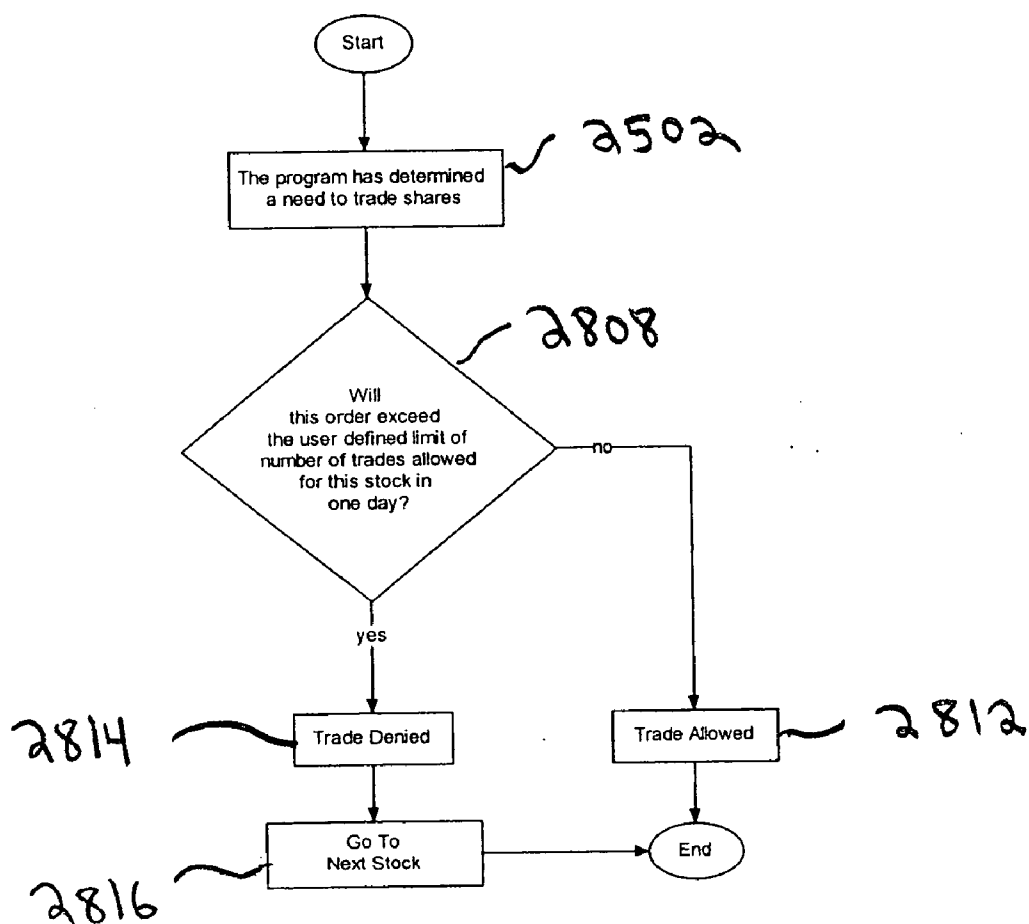 Start
2502
The program has determined
a need to trade shares
2808
Will
this order exceed
the user defined limit of
number of trades allowed
for this stock in
one day?
no
yes
2814
Trade Denied
Trade Allowed
2812
Go To
Next Stock
End
2816